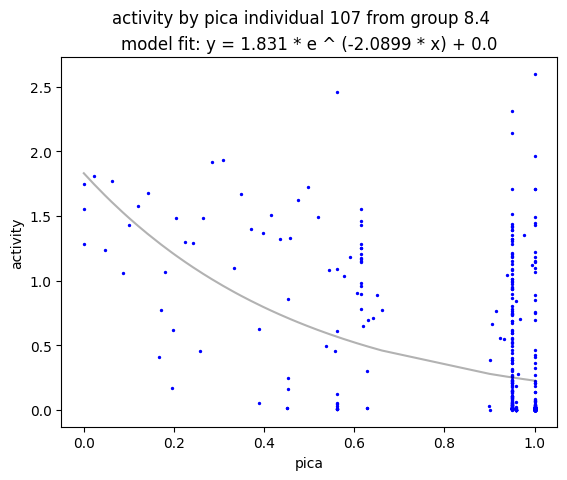 activity by pica individual 107 from group 8.4
model fit: y = 1.831 * e ^ (-2.0899 * x) + 0.0
2.5
2.0
1.5
1.0
0.5
0.0
activity
0.0 0.2 0.4 0.6 0.8 1.0
pica